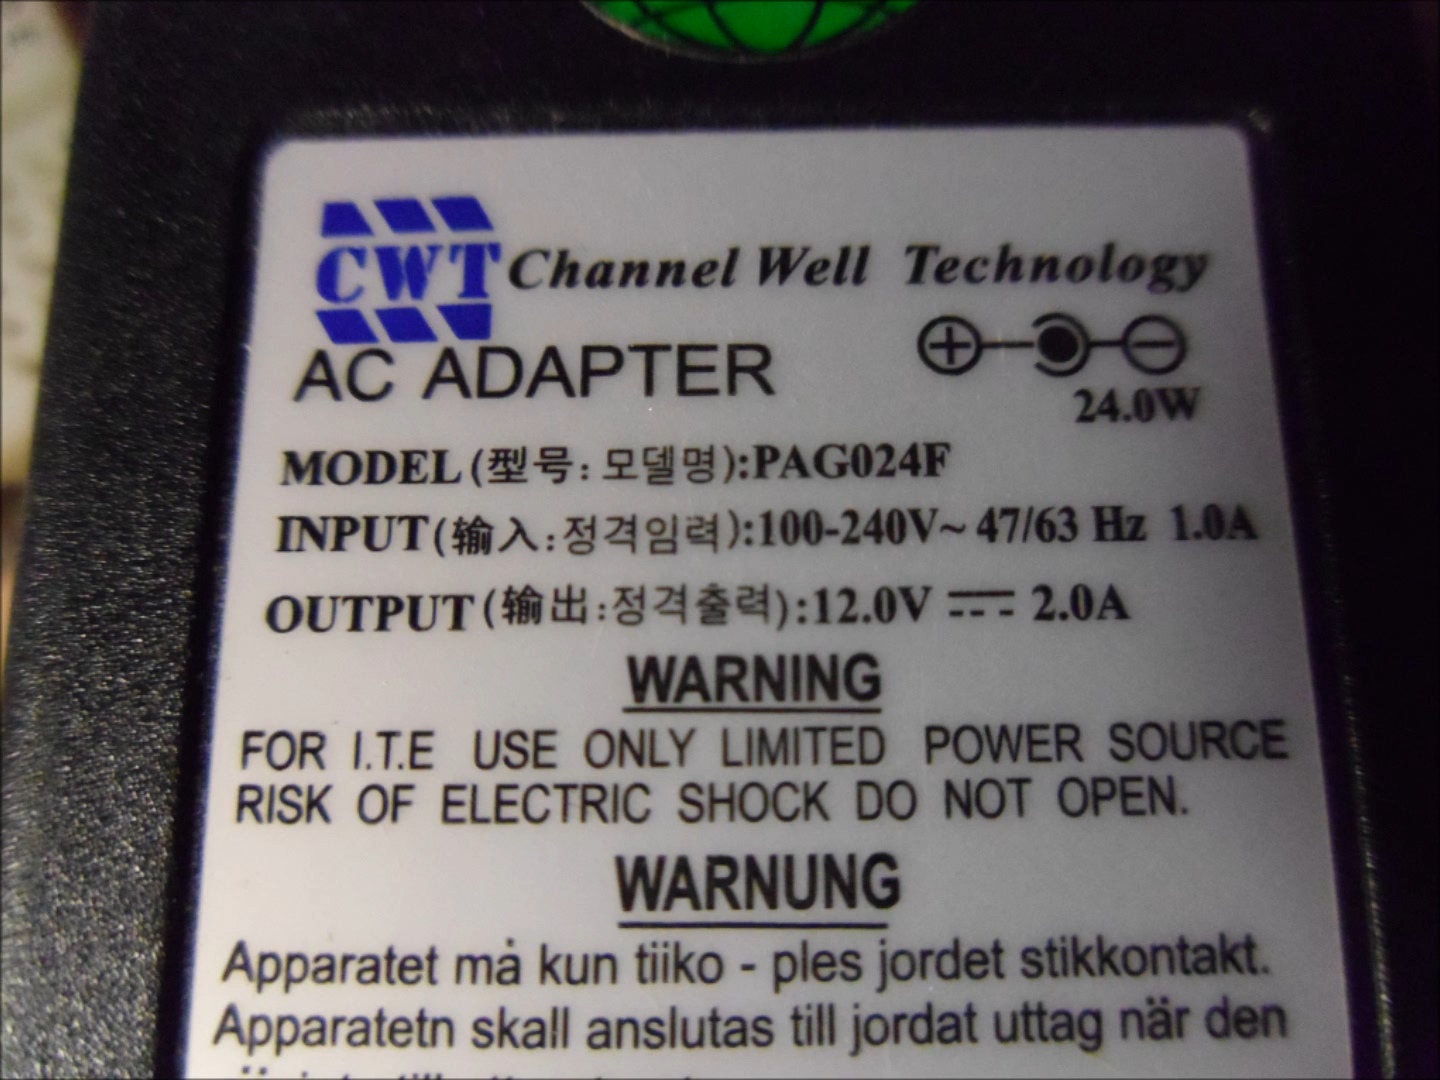 CWT Channel Well Technology
AC ADAPTER
24.0W
MODEL(型号: 모델명):PAG024F
INPUT(输入:정격임력):100-240V~ 47/63 Hz 1.0A
OUTPUT(输出:정격출력):12.0V 2.0A
WARNING
FOR I.T.E USE ONLY LIMITED POWER SOURCE
RISK OF ELECTRIC SHOCK DO NOT OPEN.
WARNUNG
Apparatet må kun tiiko - ples jordet stikkontakt.
Apparatetn skall anslutas till jordat uttag när den